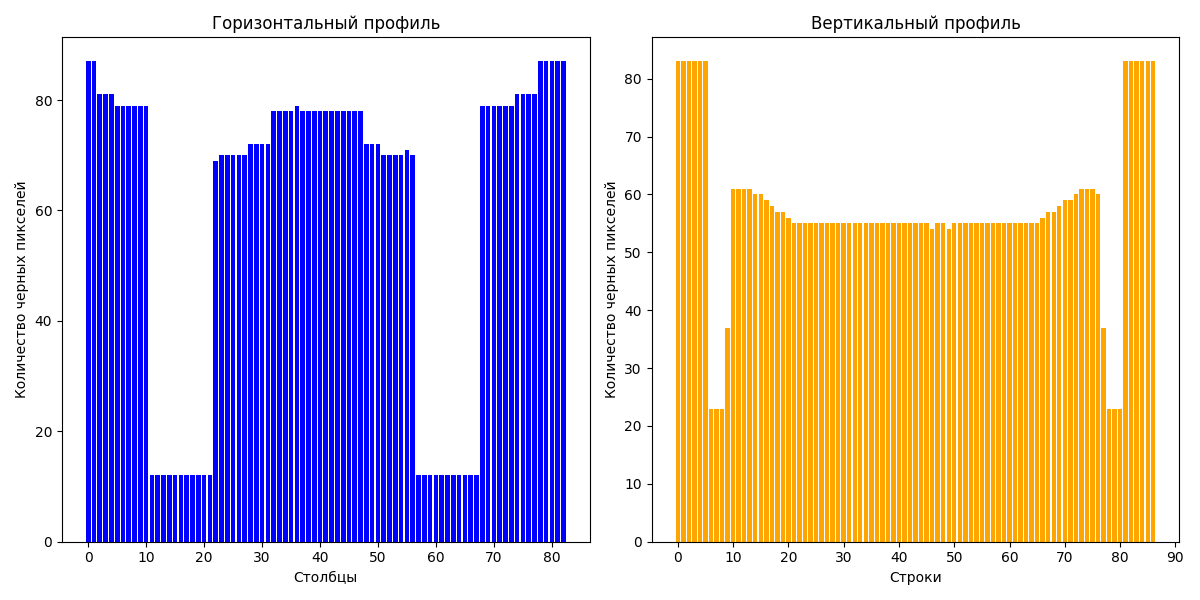 Горизонтальный профиль
Количество черных пикселей
80
60
40
20
0
0 10 20 30 40 50 60 70 80
Столбцы
Вертикальный профиль
Количество черных пикселей
80
70
60
50
40
30
20
10
0
0 10 20 30 40 50 60 70 80 90
Строки